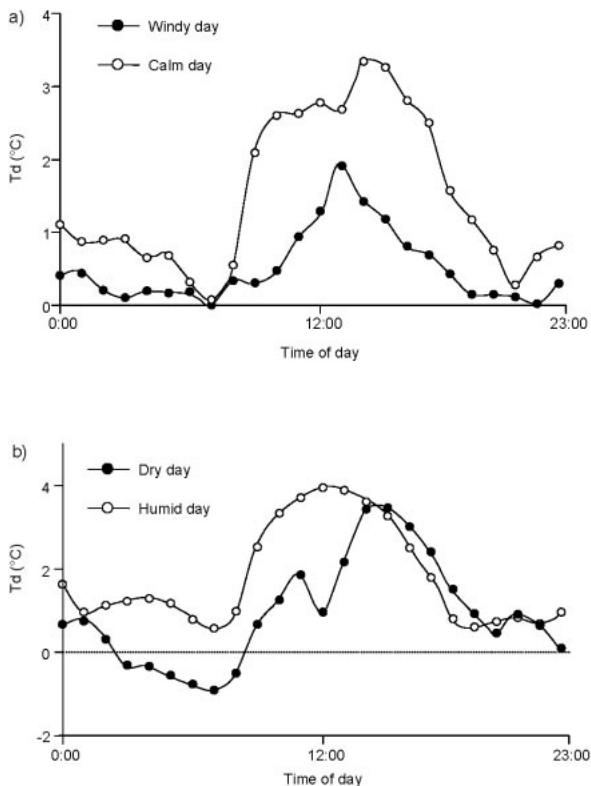 a)
4
Windy day
Calm day
3
2
1
0
Td (°C)
0:00
12:00
23:00
Time of day
b)
Dry day
4
Humid day
2
0
-2
Td (°C)
0:00
12:00
23:00
Time of day